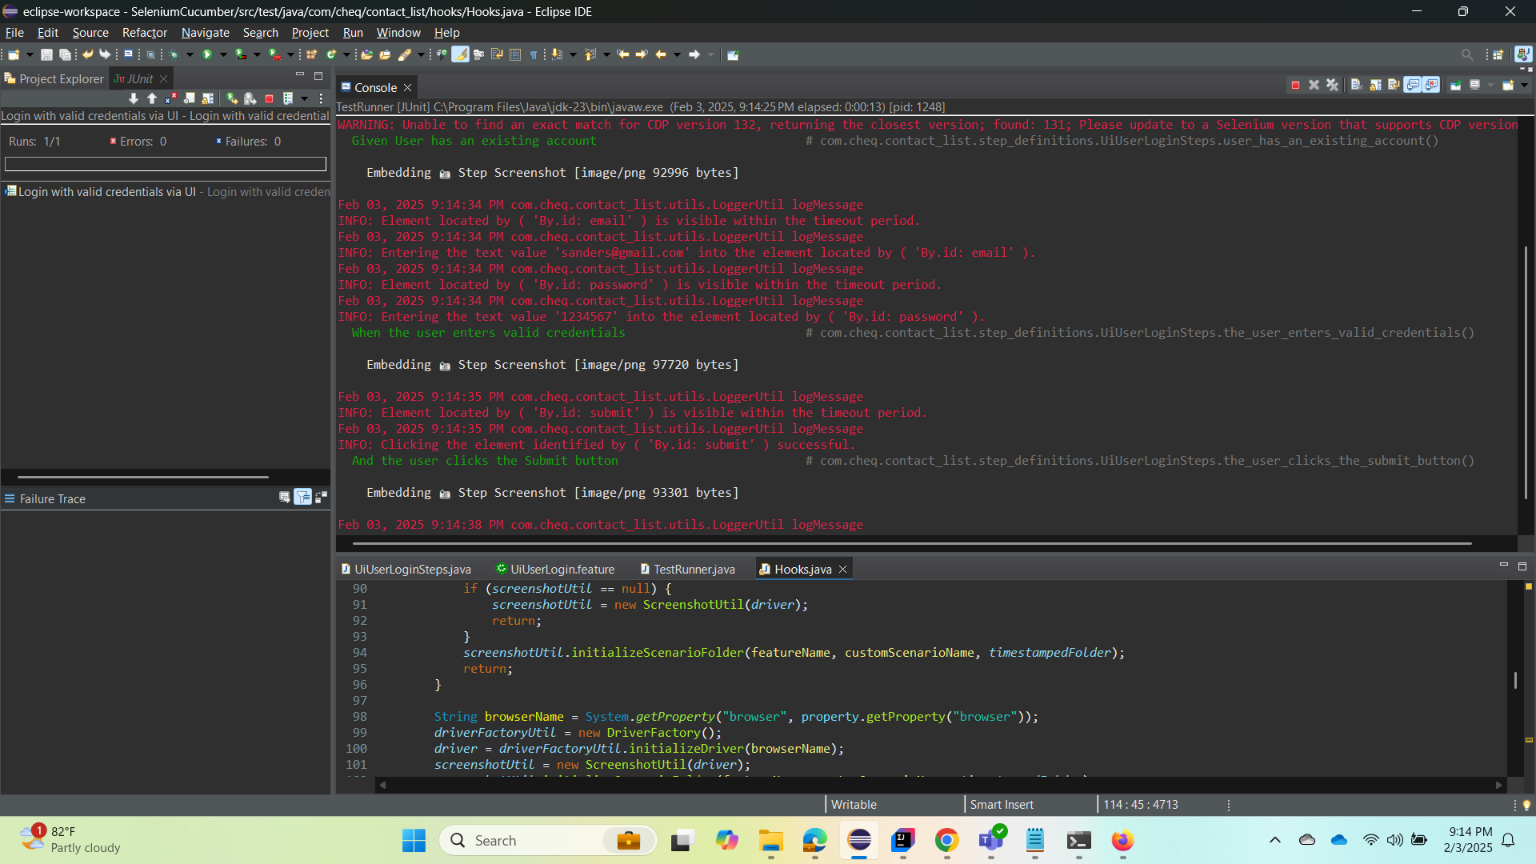 eclipse-workspace - SeleniumCucumber/src/test/java/com/cheq/contact_list/hooks/Hooks.java - Eclipse IDE
File Edit Source Refactor Navigate Search Project Run Window Help
Project Explorer JUnit
Console
Login with valid credentials via UI - Login with valid credential
TestRunner [JUnit] C:\Program Files\Java\jdk-23\bin\javaw.exe (Feb 3, 2025, 9:14:25 PM elapsed: 0:00:13) [pid: 1248]
Runs: 1/1 Errors: 0 Failures: 0
Login with valid credentials via UI - Login with valid creden
WARNING: Unable to find an exact match for CDP version 132, returning the closest version; found: 131; Please update to a Selenium version that supports CDP version
Given User has an existing account # com.cheq.contact_list.step_definitions.UiUserLoginSteps.user_has_an_existing_account()
Embedding Step Screenshot [image/png 92996 bytes]
Feb 03, 2025 9:14:34 PM com.cheq.contact_list.utils.LoggerUtil logMessage
INFO: Element located by ( 'By.id: email' ) is visible within the timeout period.
Feb 03, 2025 9:14:34 PM com.cheq.contact_list.utils.LoggerUtil logMessage
INFO: Entering the text value 'sanders@gmail.com' into the element located by ( 'By.id: email' ).
Feb 03, 2025 9:14:34 PM com.cheq.contact_list.utils.LoggerUtil logMessage
INFO: Element located by ( 'By.id: password' ) is visible within the timeout period.
Feb 03, 2025 9:14:34 PM com.cheq.contact_list.utils.LoggerUtil logMessage
INFO: Entering the text value '1234567' into the element located by ( 'By.id: password' ).
When the user enters valid credentials # com.cheq.contact_list.step_definitions.UiUserLoginSteps.the_user_enters_valid_credentials()
Embedding Step Screenshot [image/png 97720 bytes]
Feb 03, 2025 9:14:35 PM com.cheq.contact_list.utils.LoggerUtil logMessage
INFO: Element located by ( 'By.id: submit' ) is visible within the timeout period.
Feb 03, 2025 9:14:35 PM com.cheq.contact_list.utils.LoggerUtil logMessage
INFO: Clicking the element identified by ( 'By.id: submit' ) successful.
And the user clicks the Submit button # com.cheq.contact_list.step_definitions.UiUserLoginSteps.the_user_clicks_the_submit_button()
Embedding Step Screenshot [image/png 93301 bytes]
Feb 03, 2025 9:14:38 PM com.cheq.contact_list.utils.LoggerUtil logMessage
Failure Trace
UiUserLoginSteps.java UiUserLogin.feature TestRunner.java Hooks.java
90 if (screenshotUtil == null) {
91 screenshotUtil = new ScreenshotUtil(driver);
92 return;
93 }
94 screenshotUtil.initializeScenarioFolder(featureName, customScenarioName, timestampedFolder);
95 return;
96 }
97
98 String browserName = System.getProperty("browser", property.getProperty("browser"));
99 driverFactoryUtil = new DriverFactory();
100 driver = driverFactoryUtil.initializeDriver(browserName);
101 screenshotUtil = new ScreenshotUtil(driver);
Writable Smart Insert 114 : 45 : 4713
1
82°F
Partly cloudy
Search
9:14 PM
2/3/2025